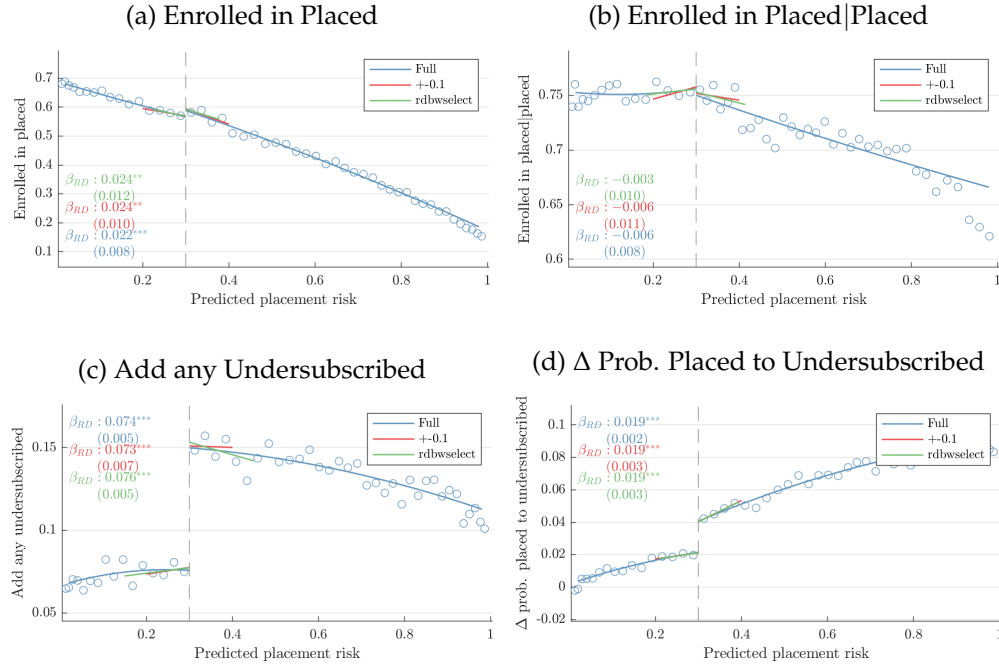 (a) Enrolled in Placed
Enrolled in placed
0.7
0.6
0.5
0.4
0.3
0.2
0.1
Full
+-0.1
rdbwselect
β_RD : 0.024**
(0.012)
β_RD : 0.024**
(0.010)
β_RD : 0.022***
(0.008)
0.2 0.4 0.6 0.8 1
Predicted placement risk
(b) Enrolled in Placed|Placed
Enrolled in placed|placed
0.75
0.7
0.65
0.6
Full
+-0.1
rdbwselect
β_RD : −0.003
(0.010)
β_RD : −0.006
(0.011)
β_RD : −0.006
(0.008)
0.2 0.4 0.6 0.8 1
Predicted placement risk
(c) Add any Undersubscribed
Add any undersubscribed
0.15
0.1
0.05
β_RD : 0.074***
(0.005)
β_RD : 0.073***
(0.007)
β_RD : 0.076***
(0.005)
Full
+-0.1
rdbwselect
0.2 0.4 0.6 0.8 1
Predicted placement risk
(d) Δ Prob. Placed to Undersubscribed
Δ prob. placed to undersubscribed
0.1
0.08
0.06
0.04
0.02
0
-0.02
β_RD : 0.019***
(0.002)
β_RD : 0.019***
(0.003)
β_RD : 0.019***
(0.003)
Full
+-0.1
rdbwselect
0.2 0.4 0.6 0.8 1
Predicted placement risk